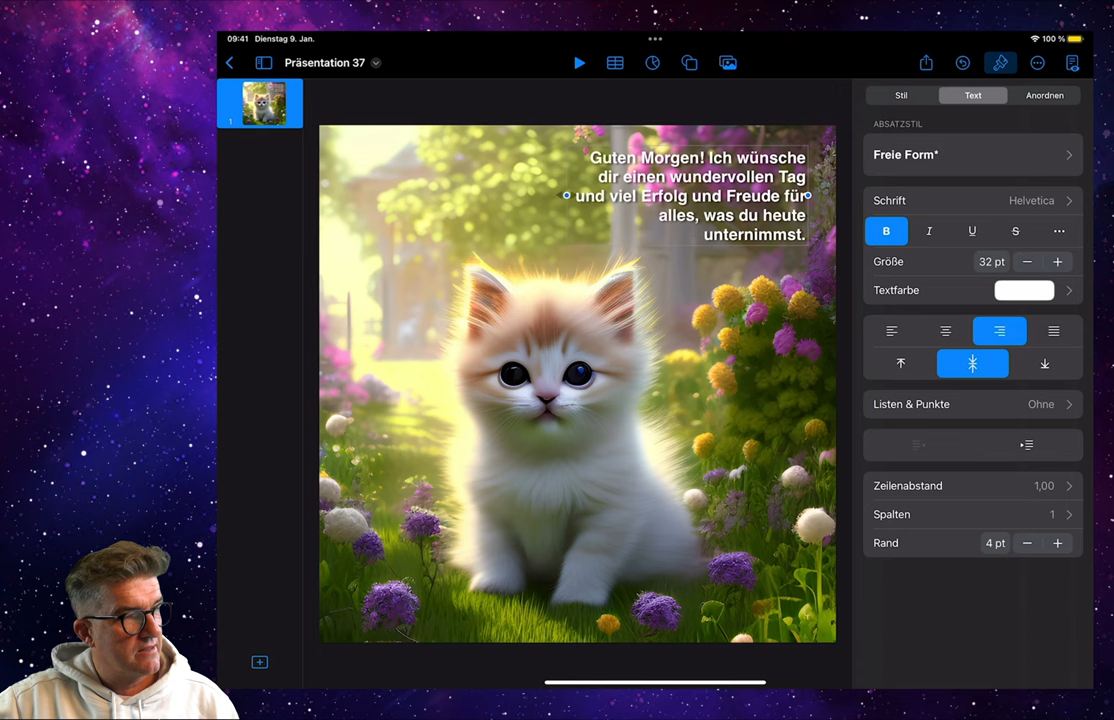 09:41 Dienstag 9. Jan.
100 %
Präsentation 37
Stil Text Anordnen
1
ABSATZSTIL
Freie Form*
Guten Morgen! Ich wünsche
dir einen wundervollen Tag
und viel Erfolg und Freude für
alles, was du heute
unternimmst.
Schrift Helvetica
B I U S
Größe 32 pt
Textfarbe
Listen & Punkte Ohne
Zeilenabstand 1,00
Spalten 1
Rand 4 pt